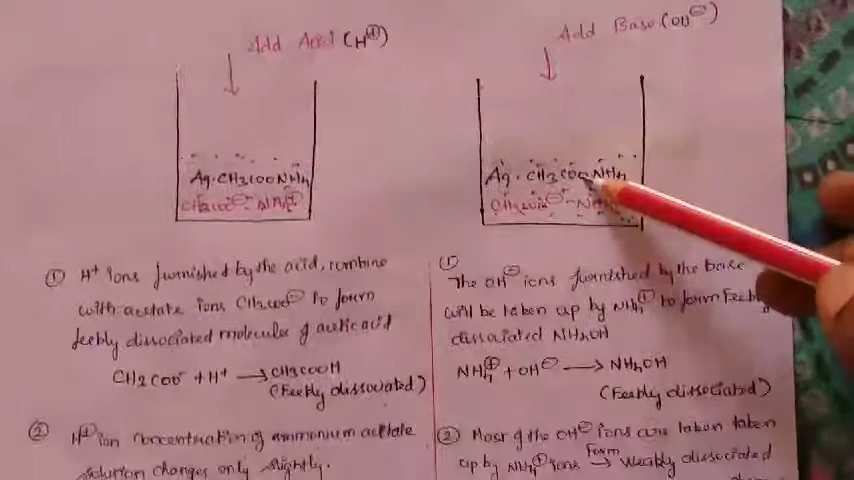 Add Acid (H⊕)
Ag. CH3COONH4
CH3COO⊖ NH4⊕
① H⁺ ions furnished by the acid, combine
with acetate ions CH3COO⊖ to form
feebly dissociated molecules of acetic acid
CH3COO⁻ + H⁺ → CH3COOH
(Feebly dissociated)
② H⊕ ion concentration of ammonium acetate
solution changes only slightly.
Add Base (OH⊖)
Ag. CH3COONH4
CH3COO⊖
① The OH⊖ ions furnished by the base
will be taken up by NH4⊕ to form Feebly
dissociated NH4OH
NH4⊕ + OH⊖ → NH4OH
(Feebly dissociated)
② Most of the OH⊖ ions are taken taken
up by NH4⊕ ions Form → Weakly dissociated